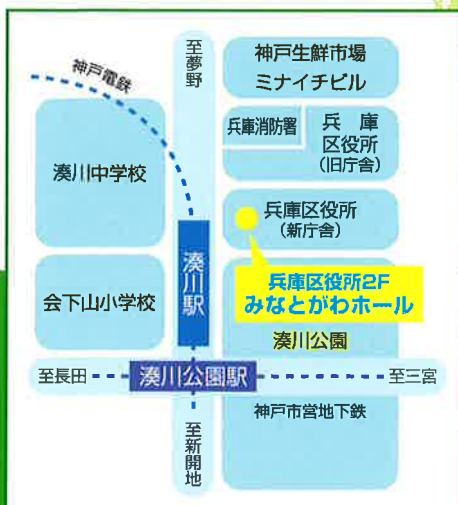 至夢野
神戸電鉄
神戸生鮮市場
ミナイチビル
兵庫消防署
兵庫
区役所
(旧庁舎)
湊川中学校
兵庫区役所
(新庁舎)
湊川駅
兵庫区役所2F
みなとがわホール
会下山小学校
湊川公園
至長田
湊川公園駅
至三宮
神戸市営地下鉄
至新開地